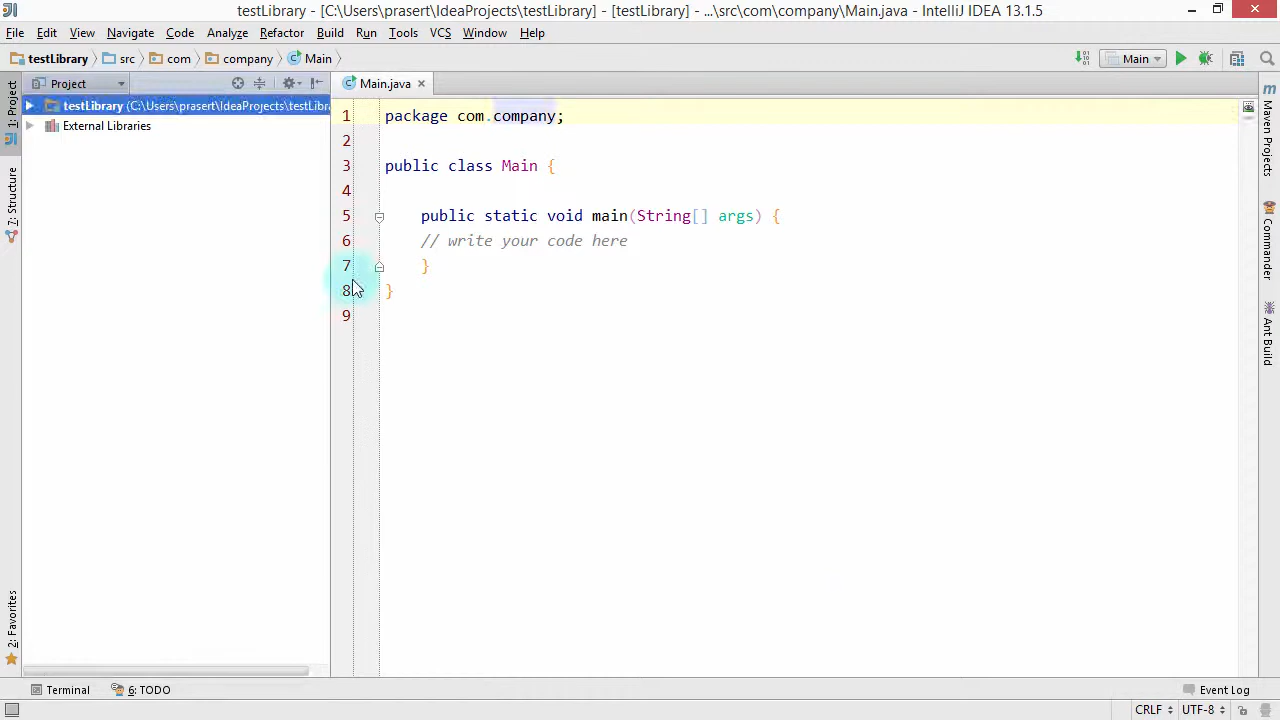 testLibrary - [C:\Users\prasert\IdeaProjects\testLibrary] - [testLibrary] - ...\src\com\company\Main.java - IntelliJ IDEA 13.1.5
File Edit View Navigate Code Analyze Refactor Build Run Tools VCS Window Help
testLibrary src com company Main Main
Project Main.java
1: Project
7: Structure
2: Favorites
testLibrary (C:\Users\prasert\IdeaProjects\testLibra
External Libraries
1 package com.company;
2
3 public class Main {
4
5 public static void main(String[] args) {
6 // write your code here
7 }
8 }
9
m Maven Projects
Commander
Ant Build
Terminal 6: TODO Event Log
CRLF UTF-8